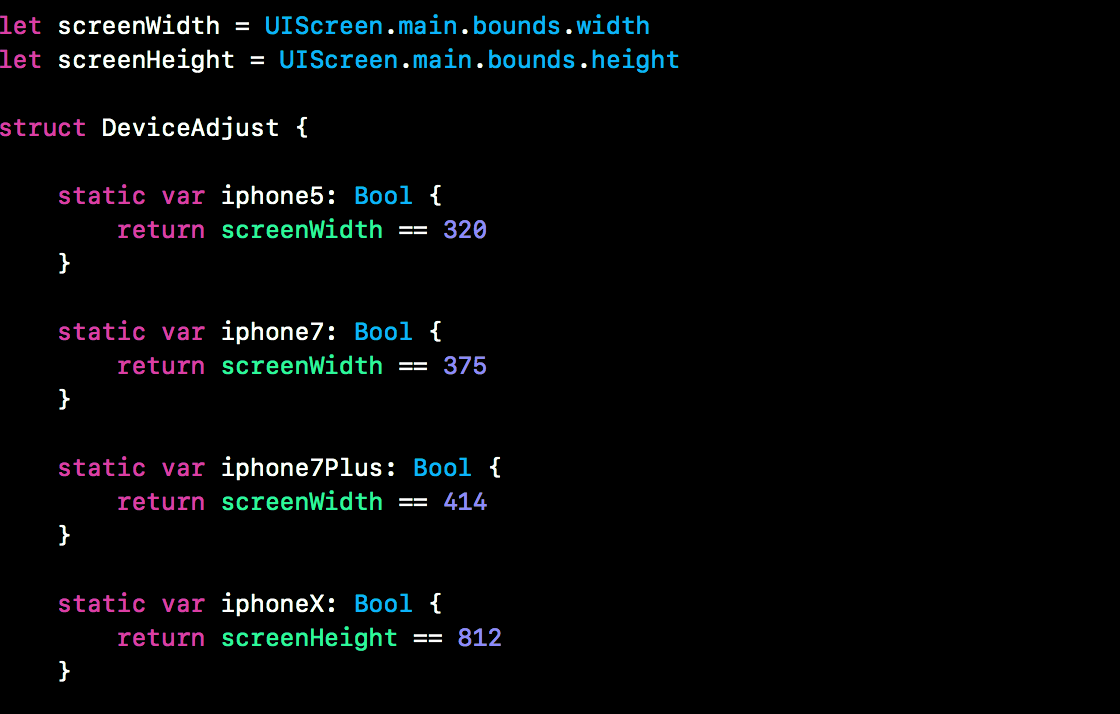 let screenWidth = UIScreen.main.bounds.width
let screenHeight = UIScreen.main.bounds.height
struct DeviceAdjust {
static var iphone5: Bool {
return screenWidth == 320
}
static var iphone7: Bool {
return screenWidth == 375
}
static var iphone7Plus: Bool {
return screenWidth == 414
}
static var iphoneX: Bool {
return screenHeight == 812
}